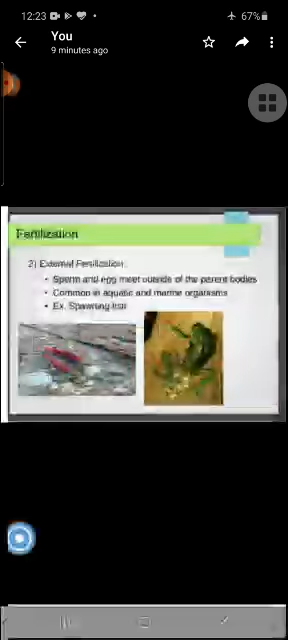 12:23
67%
You
9 minutes ago
Fertilization
2) External Fertilization:
• Sperm and egg meet outside of the parent bodies
• Common in aquatic and marine organisms
• Ex. Spawning fish